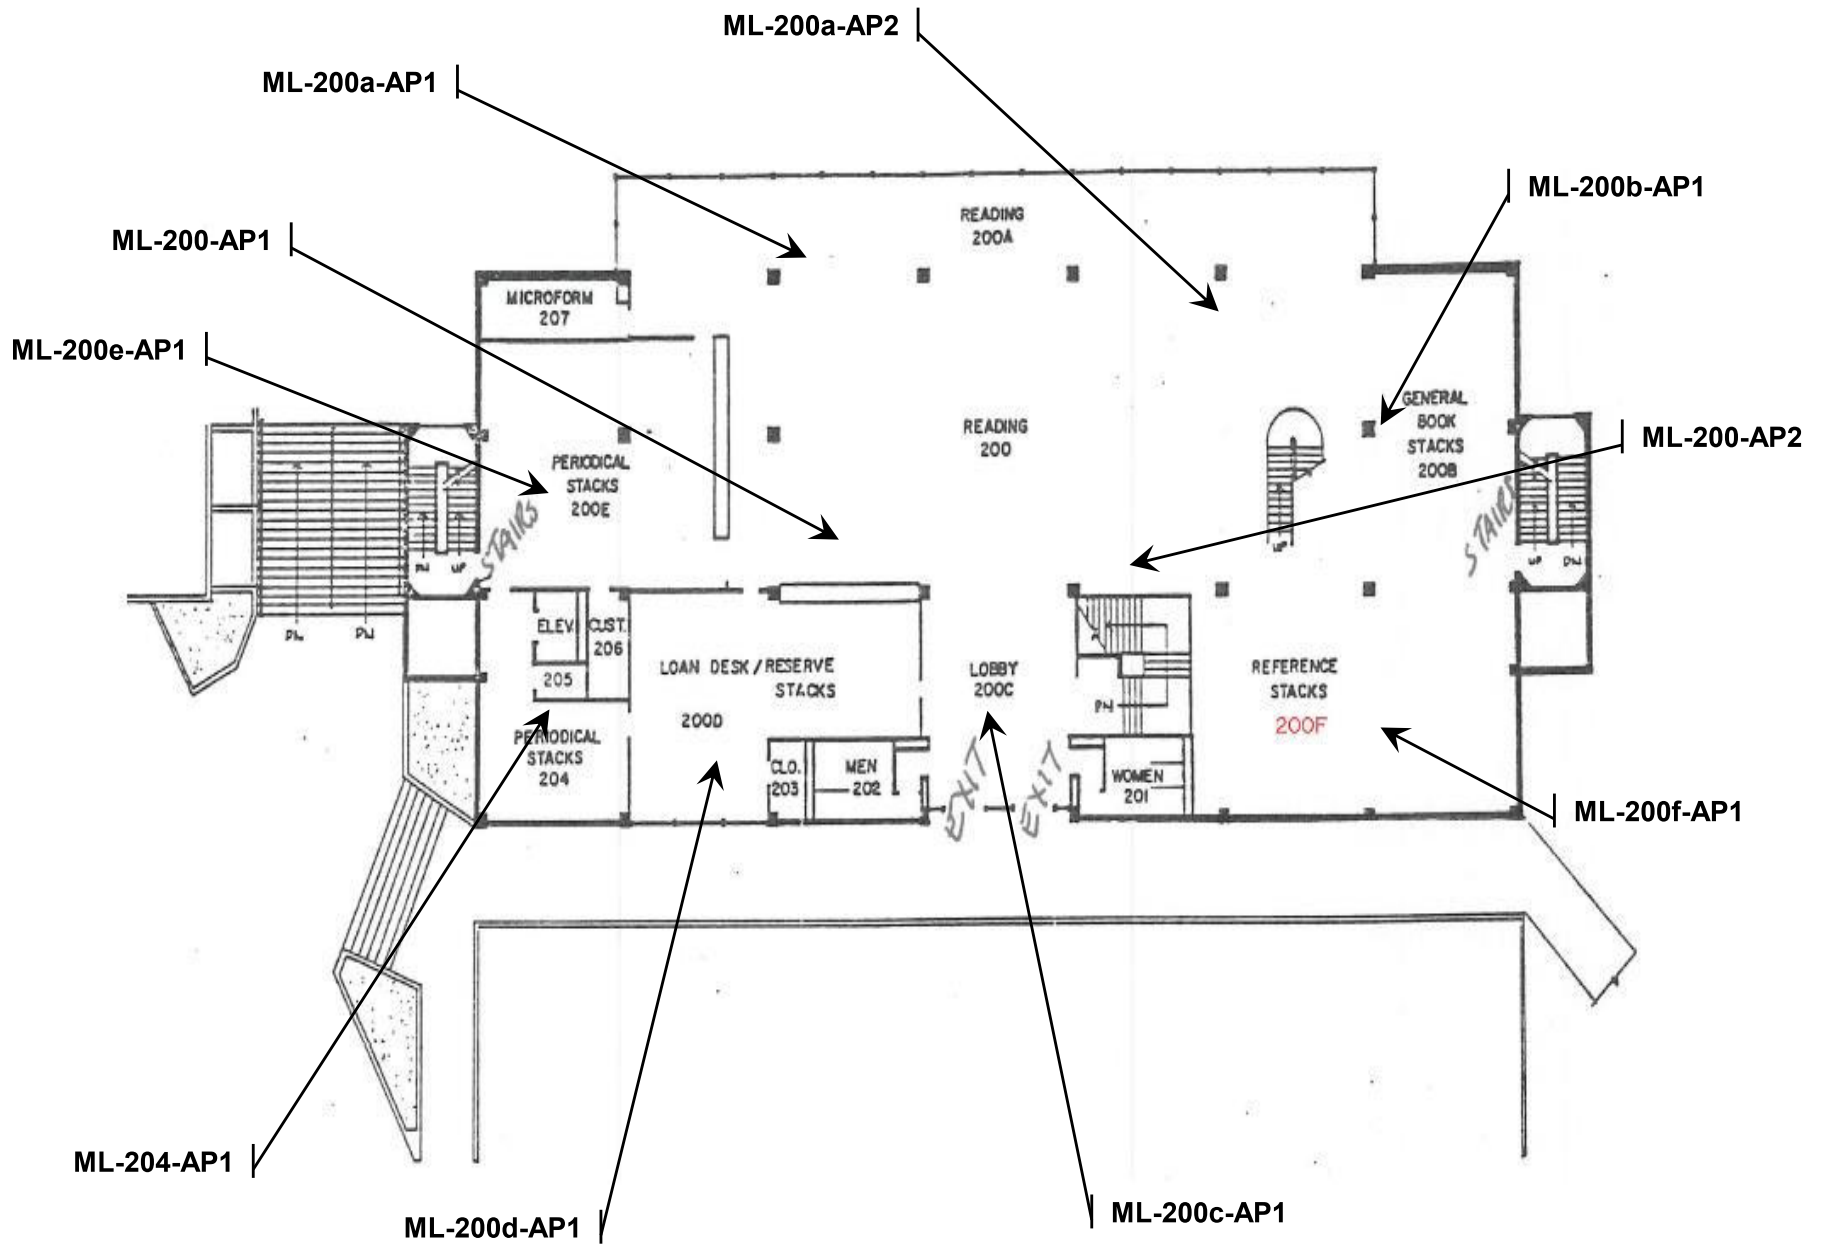 ML-200a-AP2
ML-200a-AP1
ML-200b-AP1
READING
200A
ML-200-AP1
MICROFORM
207
ML-200e-AP1
GENERAL
BOOK
STACKS
200B
READING
200
ML-200-AP2
PERIODICAL
STACKS
200E
STAIRS
STAIRS
UP
DN
UP
UP
DN
DN
DN
ELEV.
CUST.
206
205
LOAN DESK/RESERVE
STACKS
200D
LOBBY
200C
DN
REFERENCE
STACKS
200F
PERIODICAL
STACKS
204
CLO.
203
MEN
202
EXIT
EXIT
WOMEN
201
ML-200f-AP1
ML-204-AP1
ML-200d-AP1
ML-200c-AP1